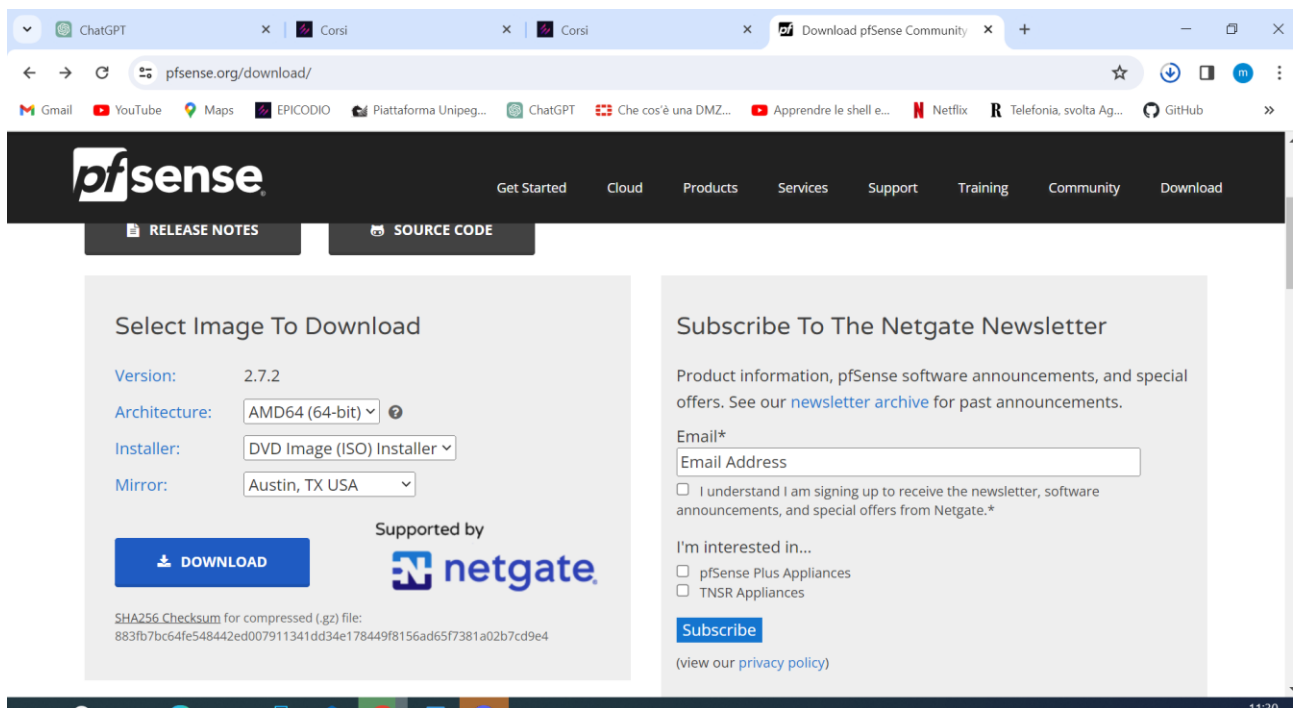 ChatGPT
Corsi
Corsi
Download pfSense Community
pfsense.org/download/
m
Gmail
YouTube
Maps
EPICODIO
Piattaforma Unipeg...
ChatGPT
Che cos'è una DMZ...
Apprendre le shell e...
Netflix
Telefonia, svolta Ag...
GitHub
pfsense
Get Started
Cloud
Products
Services
Support
Training
Community
Download
RELEASE NOTES
SOURCE CODE
Select Image To Download
Version: 2.7.2
Architecture: AMD64 (64-bit)
Installer: DVD Image (ISO) Installer
Mirror: Austin, TX USA
Supported by
netgate
DOWNLOAD
SHA256 Checksum for compressed (.gz) file:
883fb7bc64fe548442ed007911341dd34e178449f8156ad65f7381a02b7cd9e4
Subscribe To The Netgate Newsletter
Product information, pfSense software announcements, and special
offers. See our newsletter archive for past announcements.
Email*
Email Address
I understand I am signing up to receive the newsletter, software
announcements, and special offers from Netgate.*
I'm interested in...
pfSense Plus Appliances
TNSR Appliances
Subscribe
(view our privacy policy)